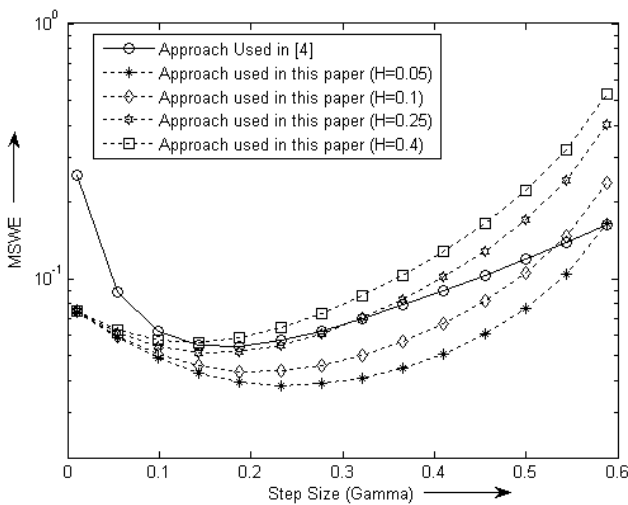 10^0
Approach Used in [4]
Approach used in this paper (H=0.05)
Approach used in this paper (H=0.1)
Approach used in this paper (H=0.25)
Approach used in this paper (H=0.4)
MSWE
10^-1
0 0.1 0.2 0.3 0.4 0.5 0.6
Step Size (Gamma)